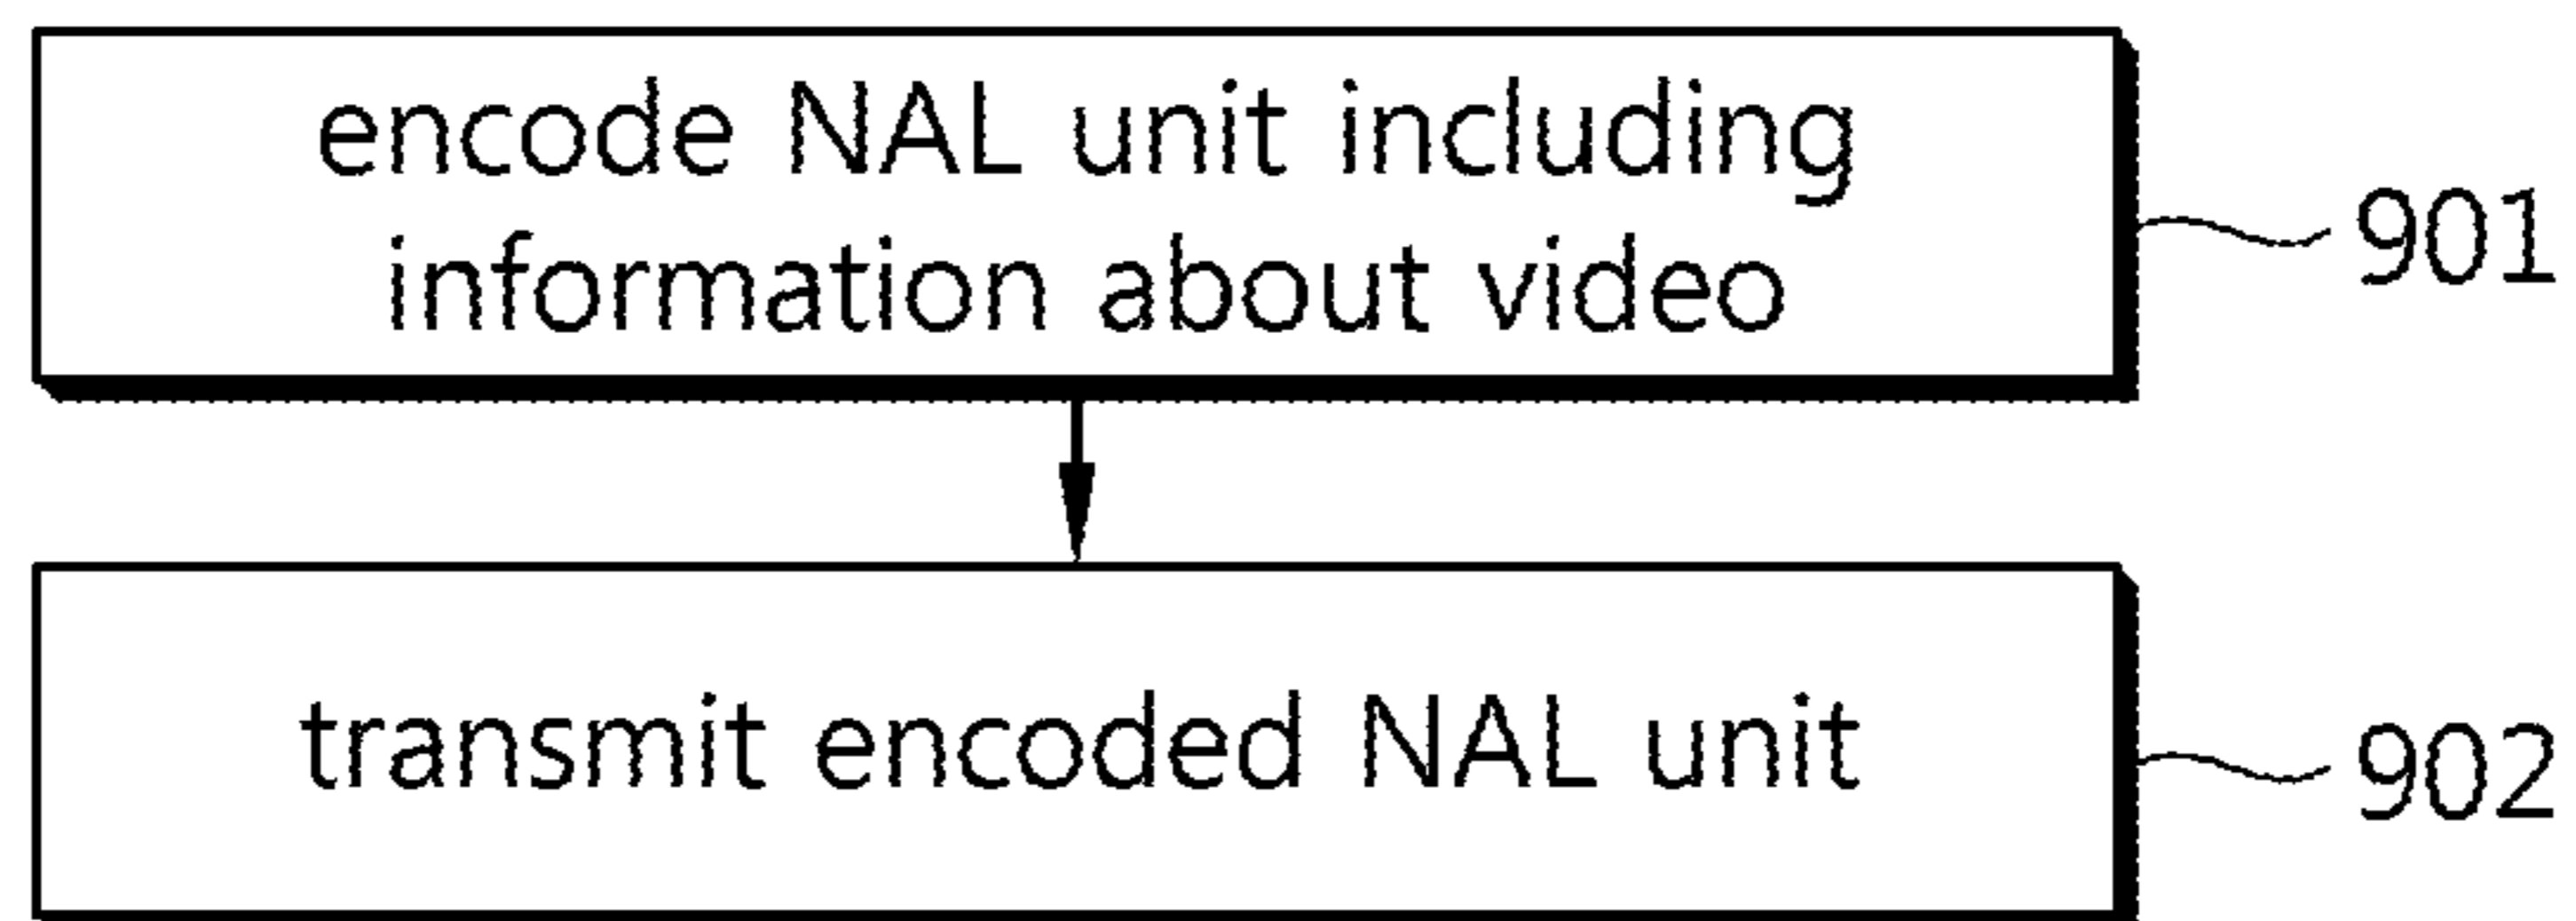 encode NAL unit including
information about video
901
transmit encoded NAL unit
902